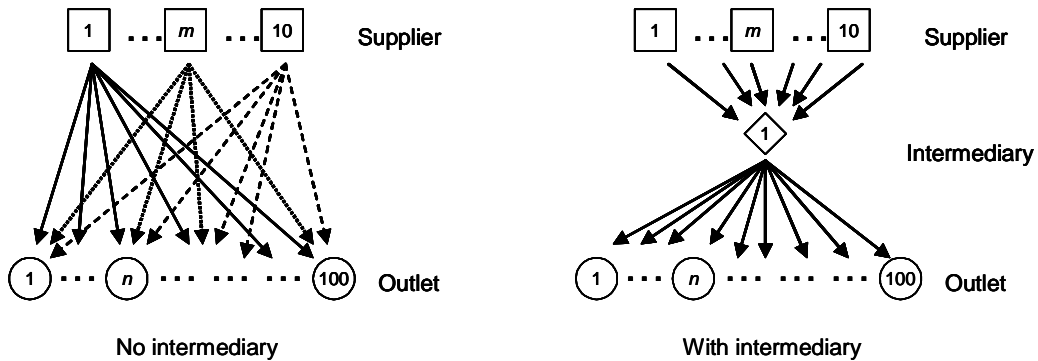 1 ... m ... 10 Supplier
1 ... m ... 10 Supplier
1
Intermediary
1 ... n ... ... ... 100 Outlet
1 ... n ... ... ... 100 Outlet
No intermediary
With intermediary